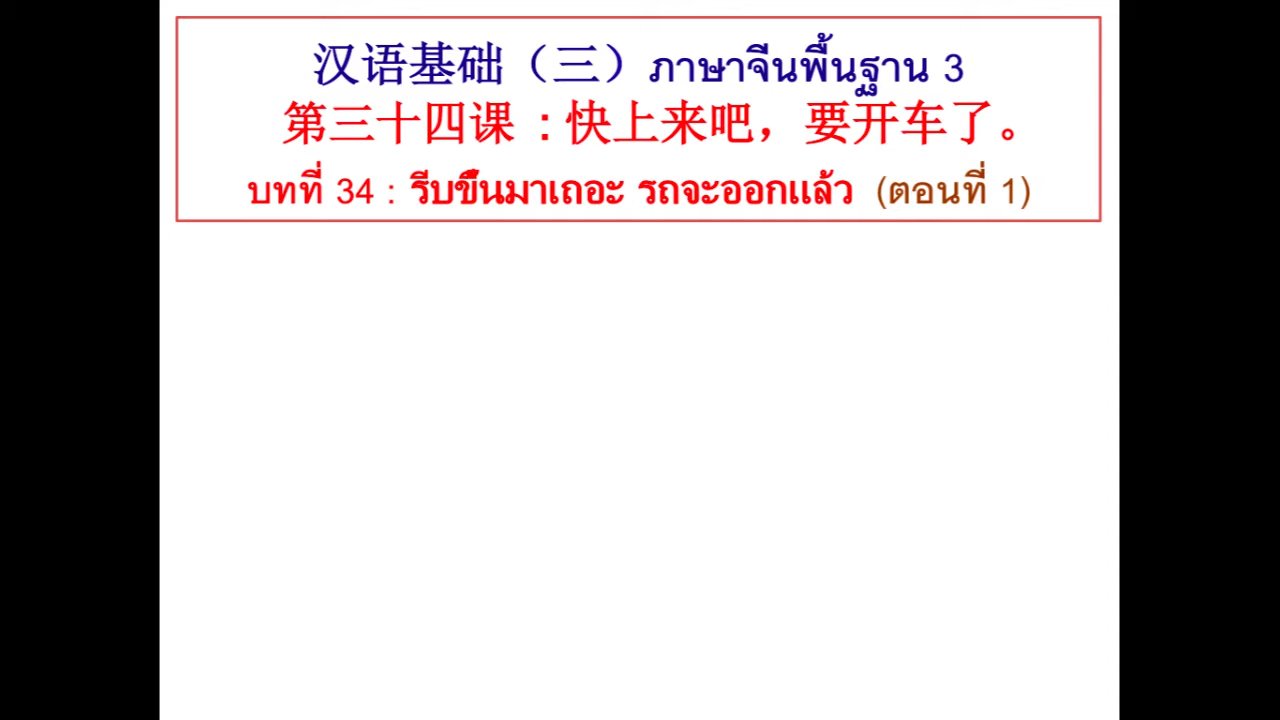 汉语基础（三）ภาษาจีนพื้นฐาน 3
第三十四课 ：快上来吧，要开车了。
บทที่ 34 : รีบขึ้นมาเถอะ รถจะออกแล้ว (ตอนที่ 1)